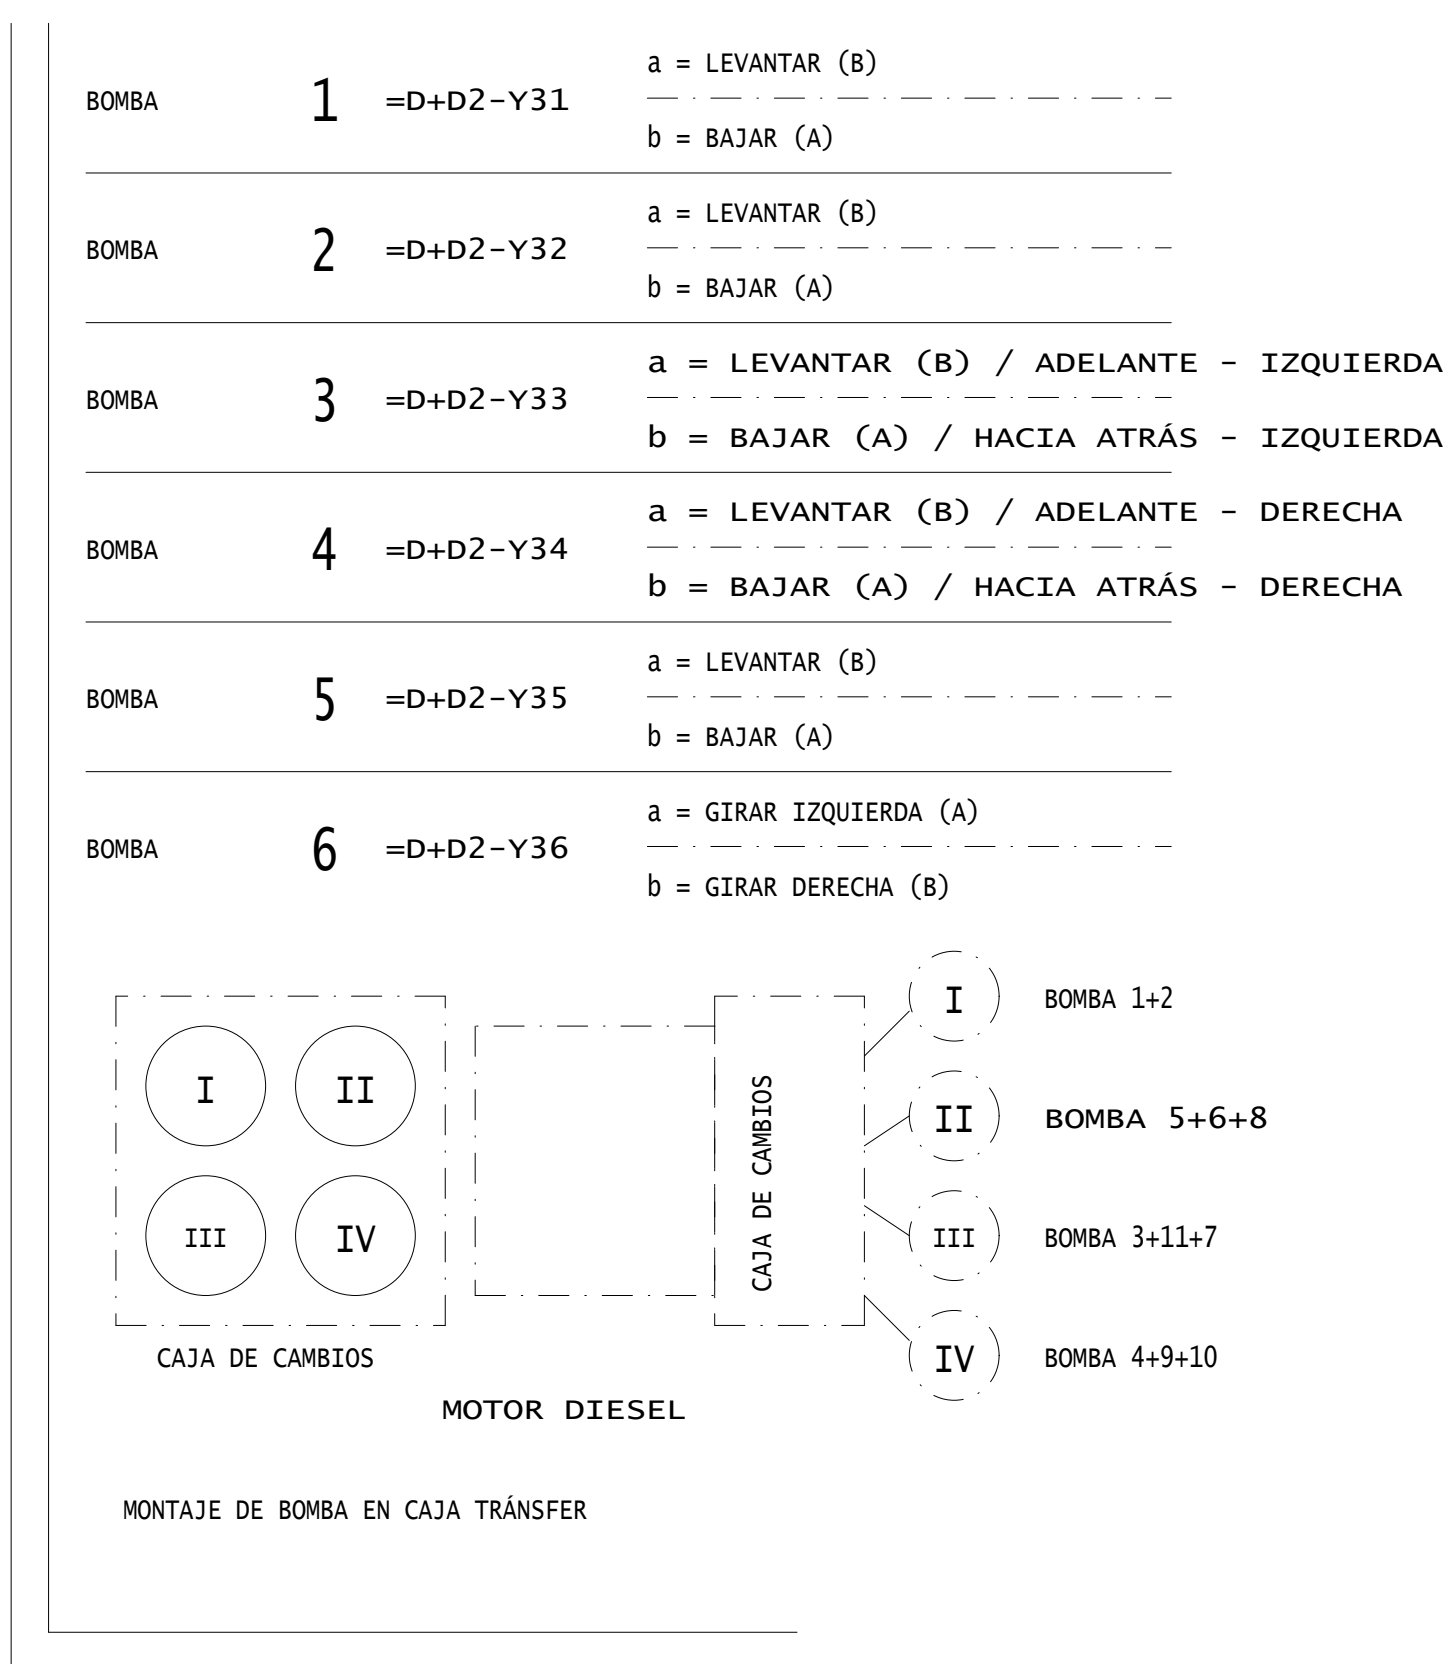 a = LEVANTAR (B)
BOMBA 1 =D+D2-Y31
b = BAJAR (A)
a = LEVANTAR (B)
BOMBA 2 =D+D2-Y32
b = BAJAR (A)
a = LEVANTAR (B) / ADELANTE - IZQUIERDA
BOMBA 3 =D+D2-Y33
b = BAJAR (A) / HACIA ATRÁS - IZQUIERDA
a = LEVANTAR (B) / ADELANTE - DERECHA
BOMBA 4 =D+D2-Y34
b = BAJAR (A) / HACIA ATRÁS - DERECHA
a = LEVANTAR (B)
BOMBA 5 =D+D2-Y35
b = BAJAR (A)
a = GIRAR IZQUIERDA (A)
BOMBA 6 =D+D2-Y36
b = GIRAR DERECHA (B)
I II
III IV
CAJA DE CAMBIOS
MOTOR DIESEL
CAJA DE CAMBIOS
I BOMBA 1+2
II BOMBA 5+6+8
III BOMBA 3+11+7
IV BOMBA 4+9+10
MONTAJE DE BOMBA EN CAJA TRÁNSFER